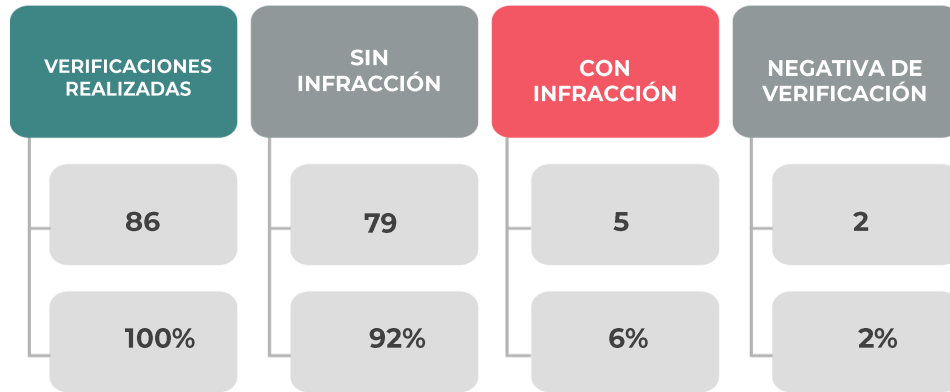 VERIFICACIONES
REALIZADAS
SIN
INFRACCIÓN
CON
INFRACCIÓN
NEGATIVA DE
VERIFICACIÓN
86
79
5
2
100%
92%
6%
2%